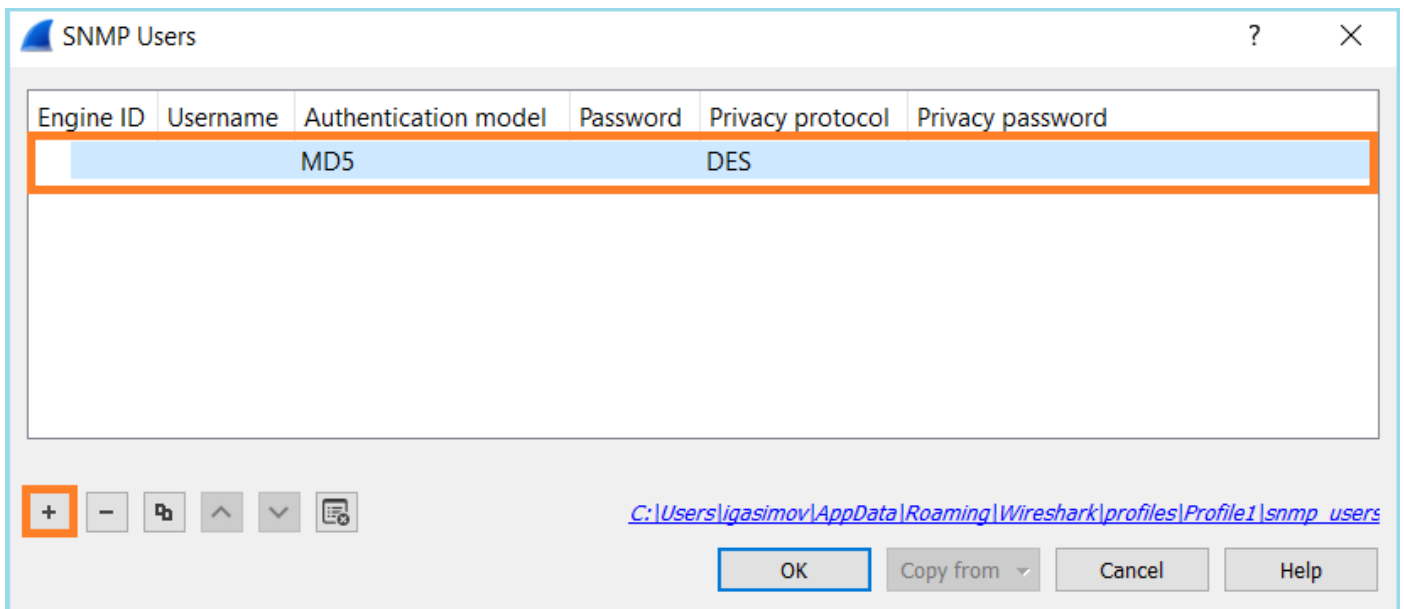 SNMP Users ?
Engine ID Username Authentication model Password Privacy protocol Privacy password
MD5 DES
C:\Users\igasimov\AppData\Roaming\Wireshark\profiles\Profile1\snmp_users
OK Copy from Cancel Help